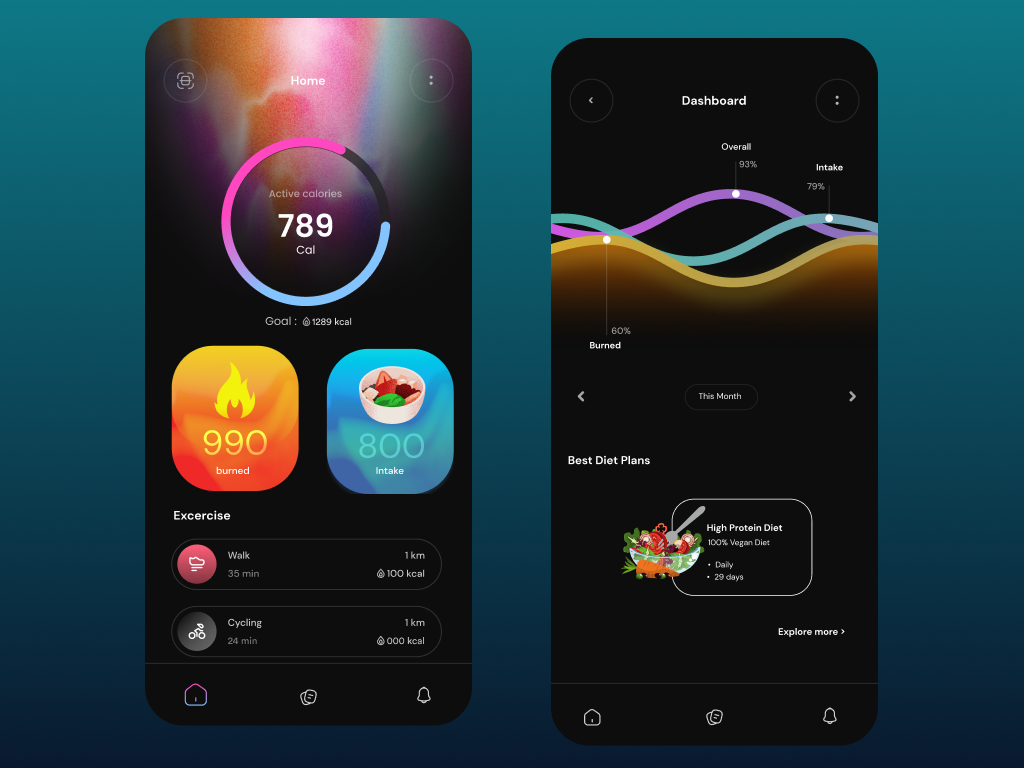 Home
Active calories
789
Cal
Goal : 1289 kcal
990
burned
800
Intake
Excercise
Walk
1 km
35 min
100 kcal
Cycling
1 km
24 min
000 kcal
Dashboard
Overall
93%
Intake
79%
60%
Burned
This Month
Best Diet Plans
High Protein Diet
100% Vegan Diet
• Daily
• 29 days
Explore more >